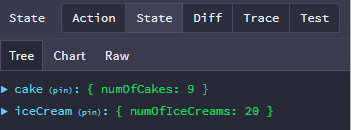 State Action State Diff Trace Test
Tree Chart Raw
▶ cake (pin): { numOfCakes: 9 }
▶ iceCream (pin): { numOfIceCreams: 20 }